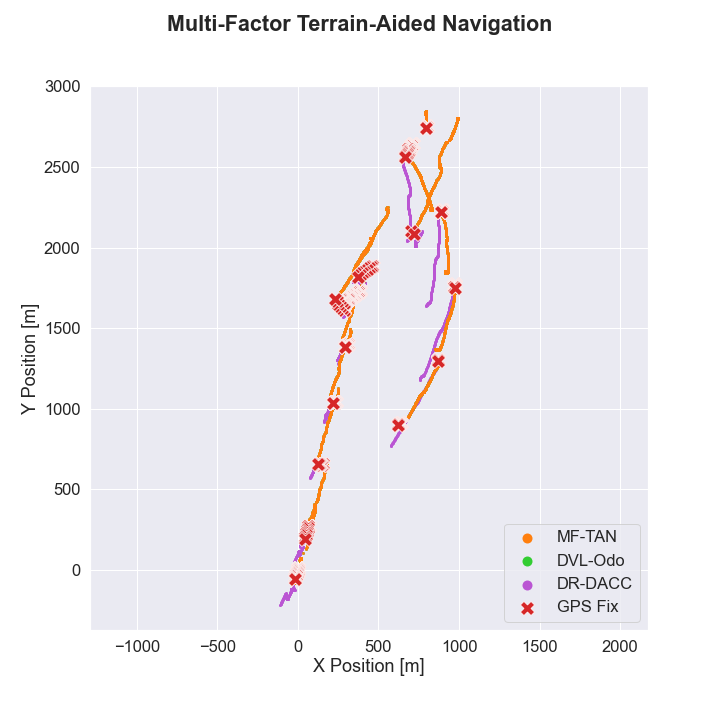 Multi-Factor Terrain-Aided Navigation
Y Position [m]
3000
2500
2000
1500
1000
500
0
−1000
−500
0
500
1000
1500
2000
X Position [m]
MF-TAN
DVL-Odo
DR-DACC
GPS Fix